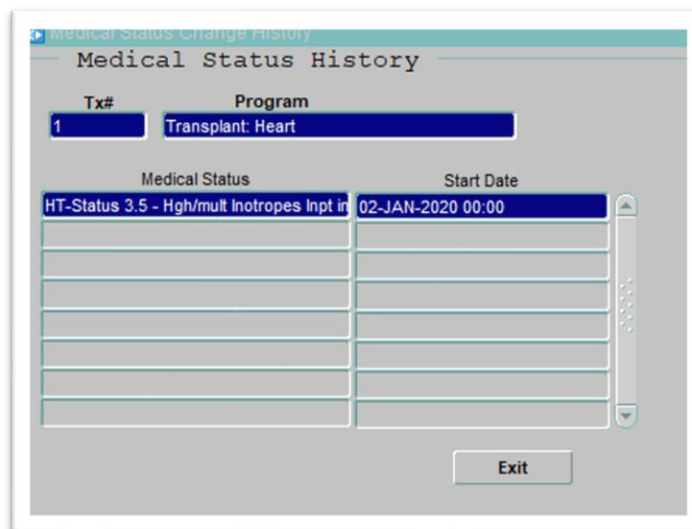 Medical Status Change History
Medical Status History
Tx# Program
1 Transplant: Heart
Medical Status Start Date
HT-Status 3.5 - Hgh/mult Inotropes Inpt in 02-JAN-2020 00:00
Exit